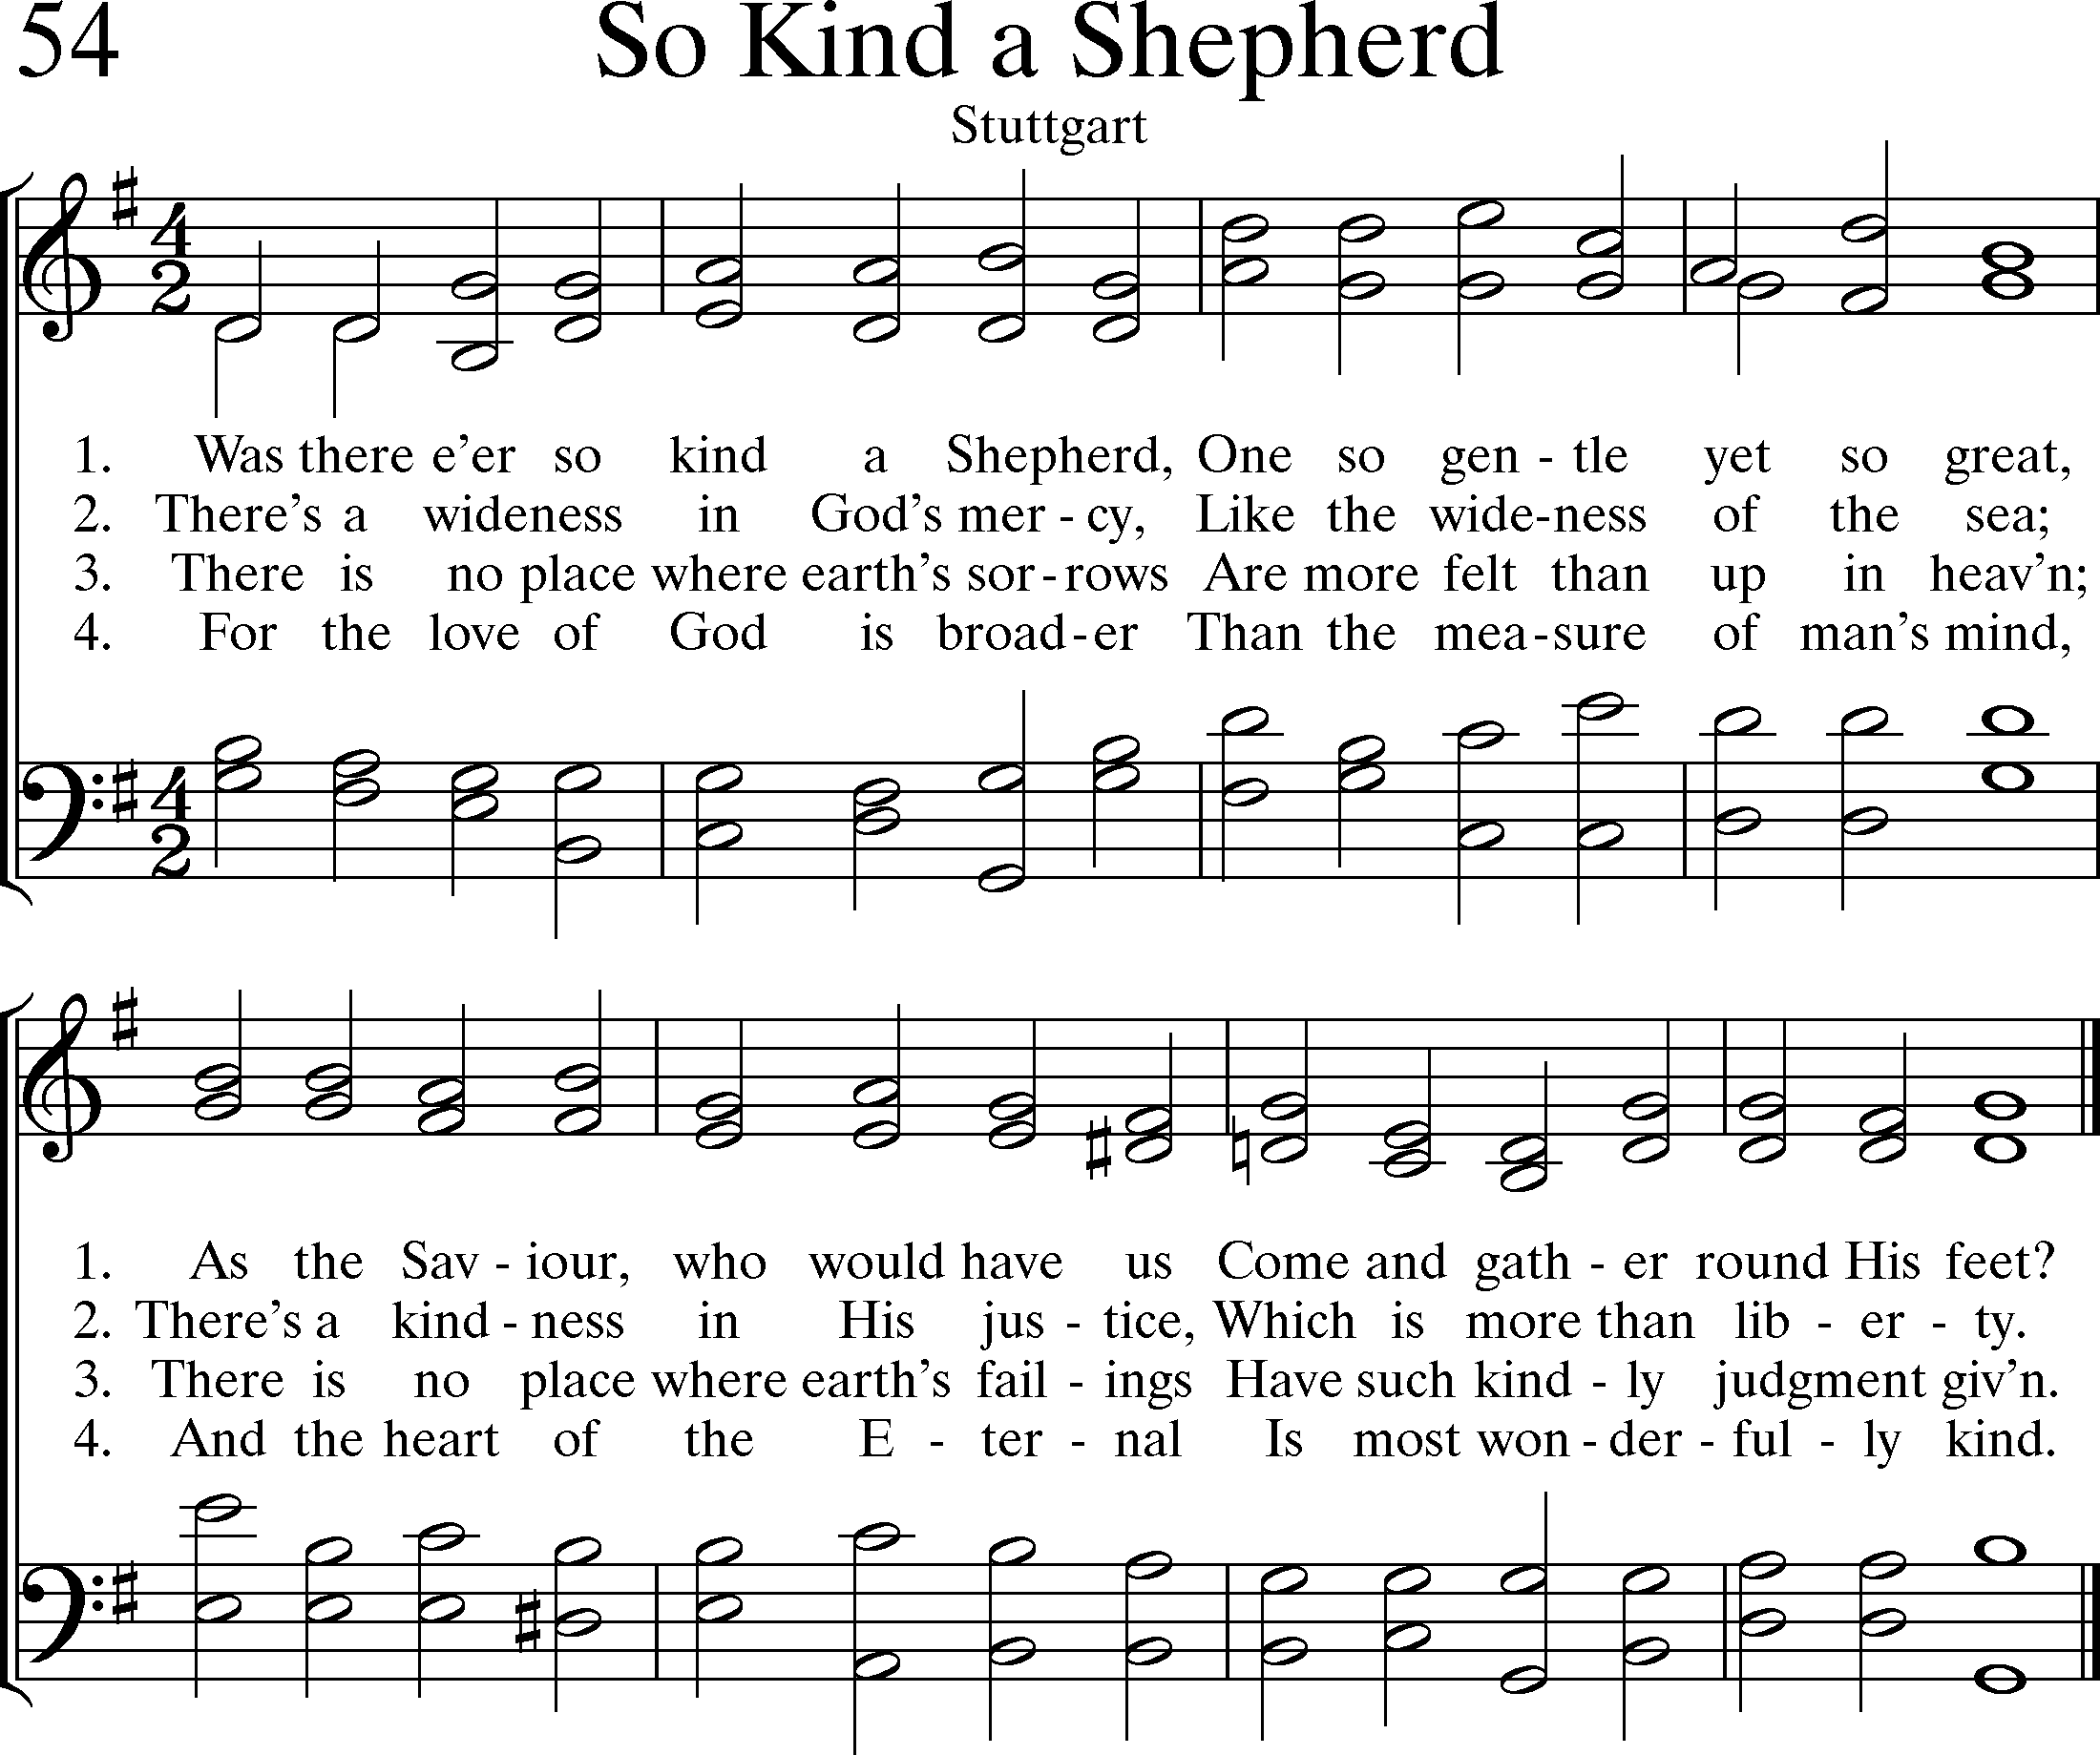 54 So Kind a Shepherd
Stuttgart
4
2
1. Was there e'er so kind a Shepherd, One so gen - tle yet so great,
2. There's a wideness in God's mer - cy, Like the wide-ness of the sea;
3. There is no place where earth's sor - rows Are more felt than up in heav'n;
4. For the love of God is broad - er Than the mea - sure of man's mind,
4
2
1. As the Sav - iour, who would have us Come and gath - er round His feet?
2. There's a kind - ness in His jus - tice, Which is more than lib - er - ty.
3. There is no place where earth's fail - ings Have such kind - ly judgment giv'n.
4. And the heart of the E - ter - nal Is most won - der - ful - ly kind.